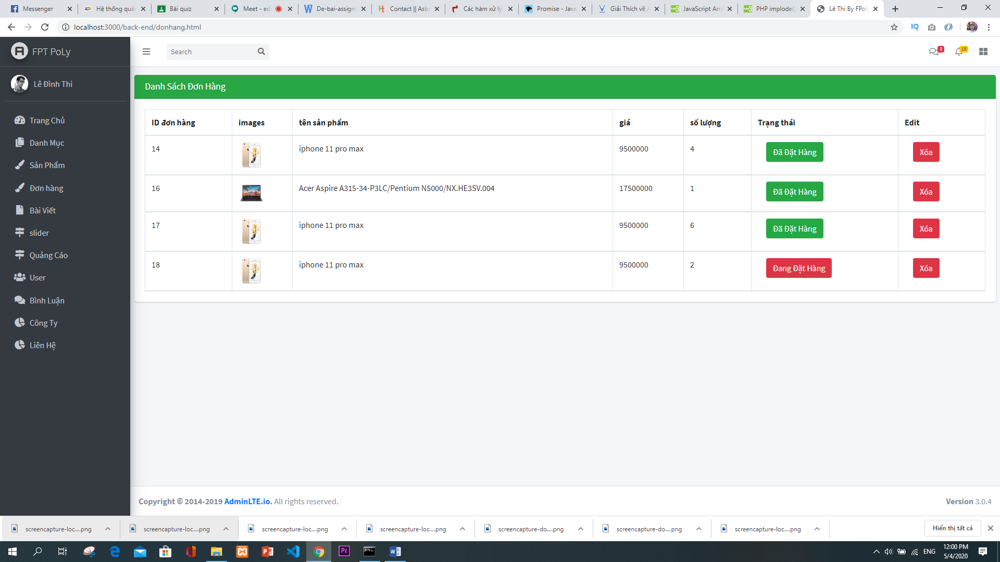 Messenger
Hệ thống quản
Bài quiz
Meet - edo
De-bai-assigm
Contact || Asba
Các hàm xử lý
Promise - Java
Giải Thích về A
JavaScript Arra
PHP implode()
Lê Thi By FPoly
localhost:3000/back-end/donhang.html
IQ
FPT PoLy
Search
3
15
Lê Đình Thi
Trang Chủ
Danh Mục
Sản Phẩm
Đơn hàng
Bài Viết
slider
Quảng Cáo
User
Bình Luận
Công Ty
Liên Hệ
Danh Sách Đơn Hàng
ID đơn hàng images tên sản phẩm giá số lượng Trạng thái Edit
14 iphone 11 pro max 9500000 4 Đã Đặt Hàng Xóa
16 Acer Aspire A315-34-P3LC/Pentium N5000/NX.HE3SV.004 17500000 1 Đã Đặt Hàng Xóa
17 iphone 11 pro max 9500000 6 Đã Đặt Hàng Xóa
18 iphone 11 pro max 9500000 2 Đang Đặt Hàng Xóa
Copyright © 2014-2019 AdminLTE.io. All rights reserved.
Version 3.0.4
screencapture-loc....png
screencapture-loc....png
screencapture-loc....png
screencapture-loc....png
screencapture-do....png
screencapture-do....png
screencapture-loc....png
Hiển thị tất cả
ENG
12:00 PM
5/4/2020